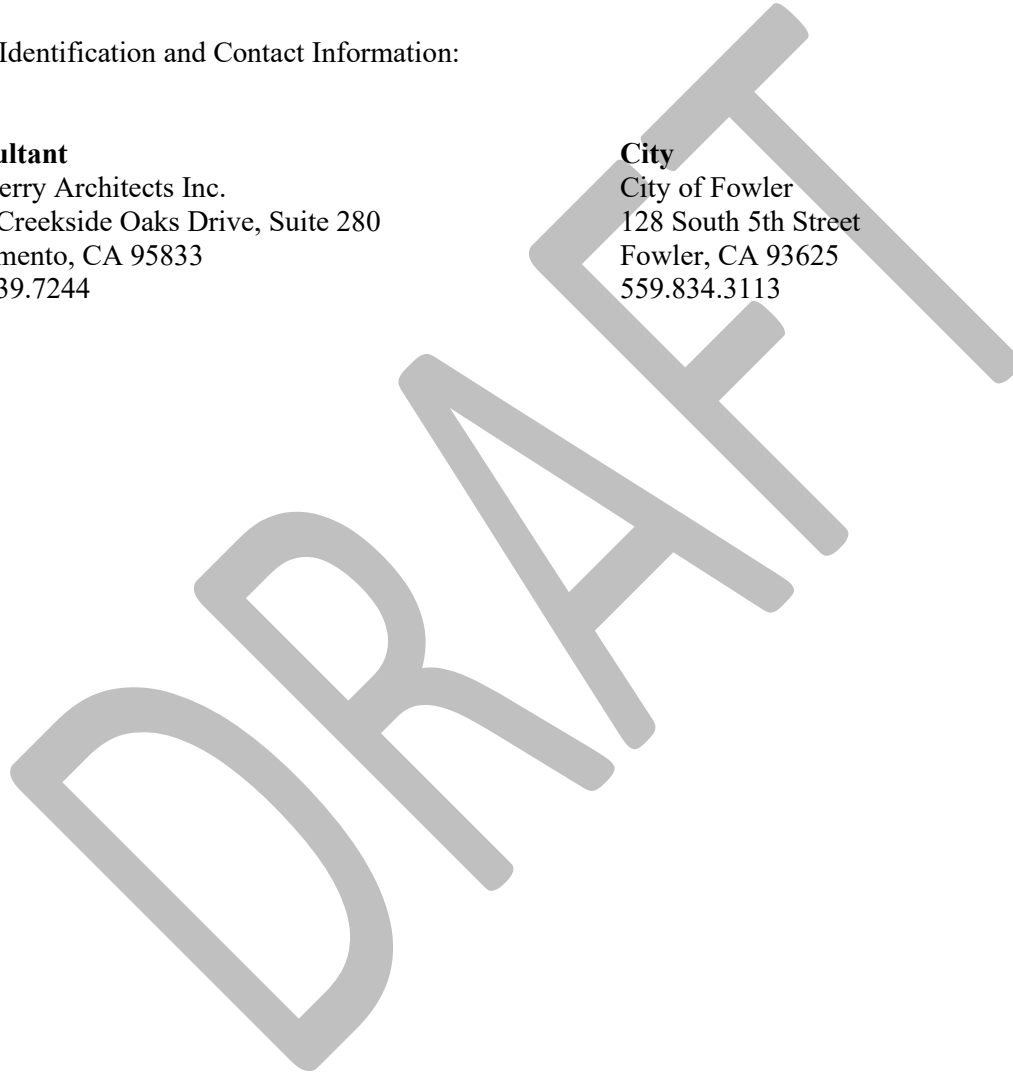 Identification and Contact Information:
ultant
erry Architects Inc.
Creekside Oaks Drive, Suite 280
mento, CA 95833
39.7244
City
City of Fowler
128 South 5th Street
Fowler, CA 93625
559.834.3113
DRAFT